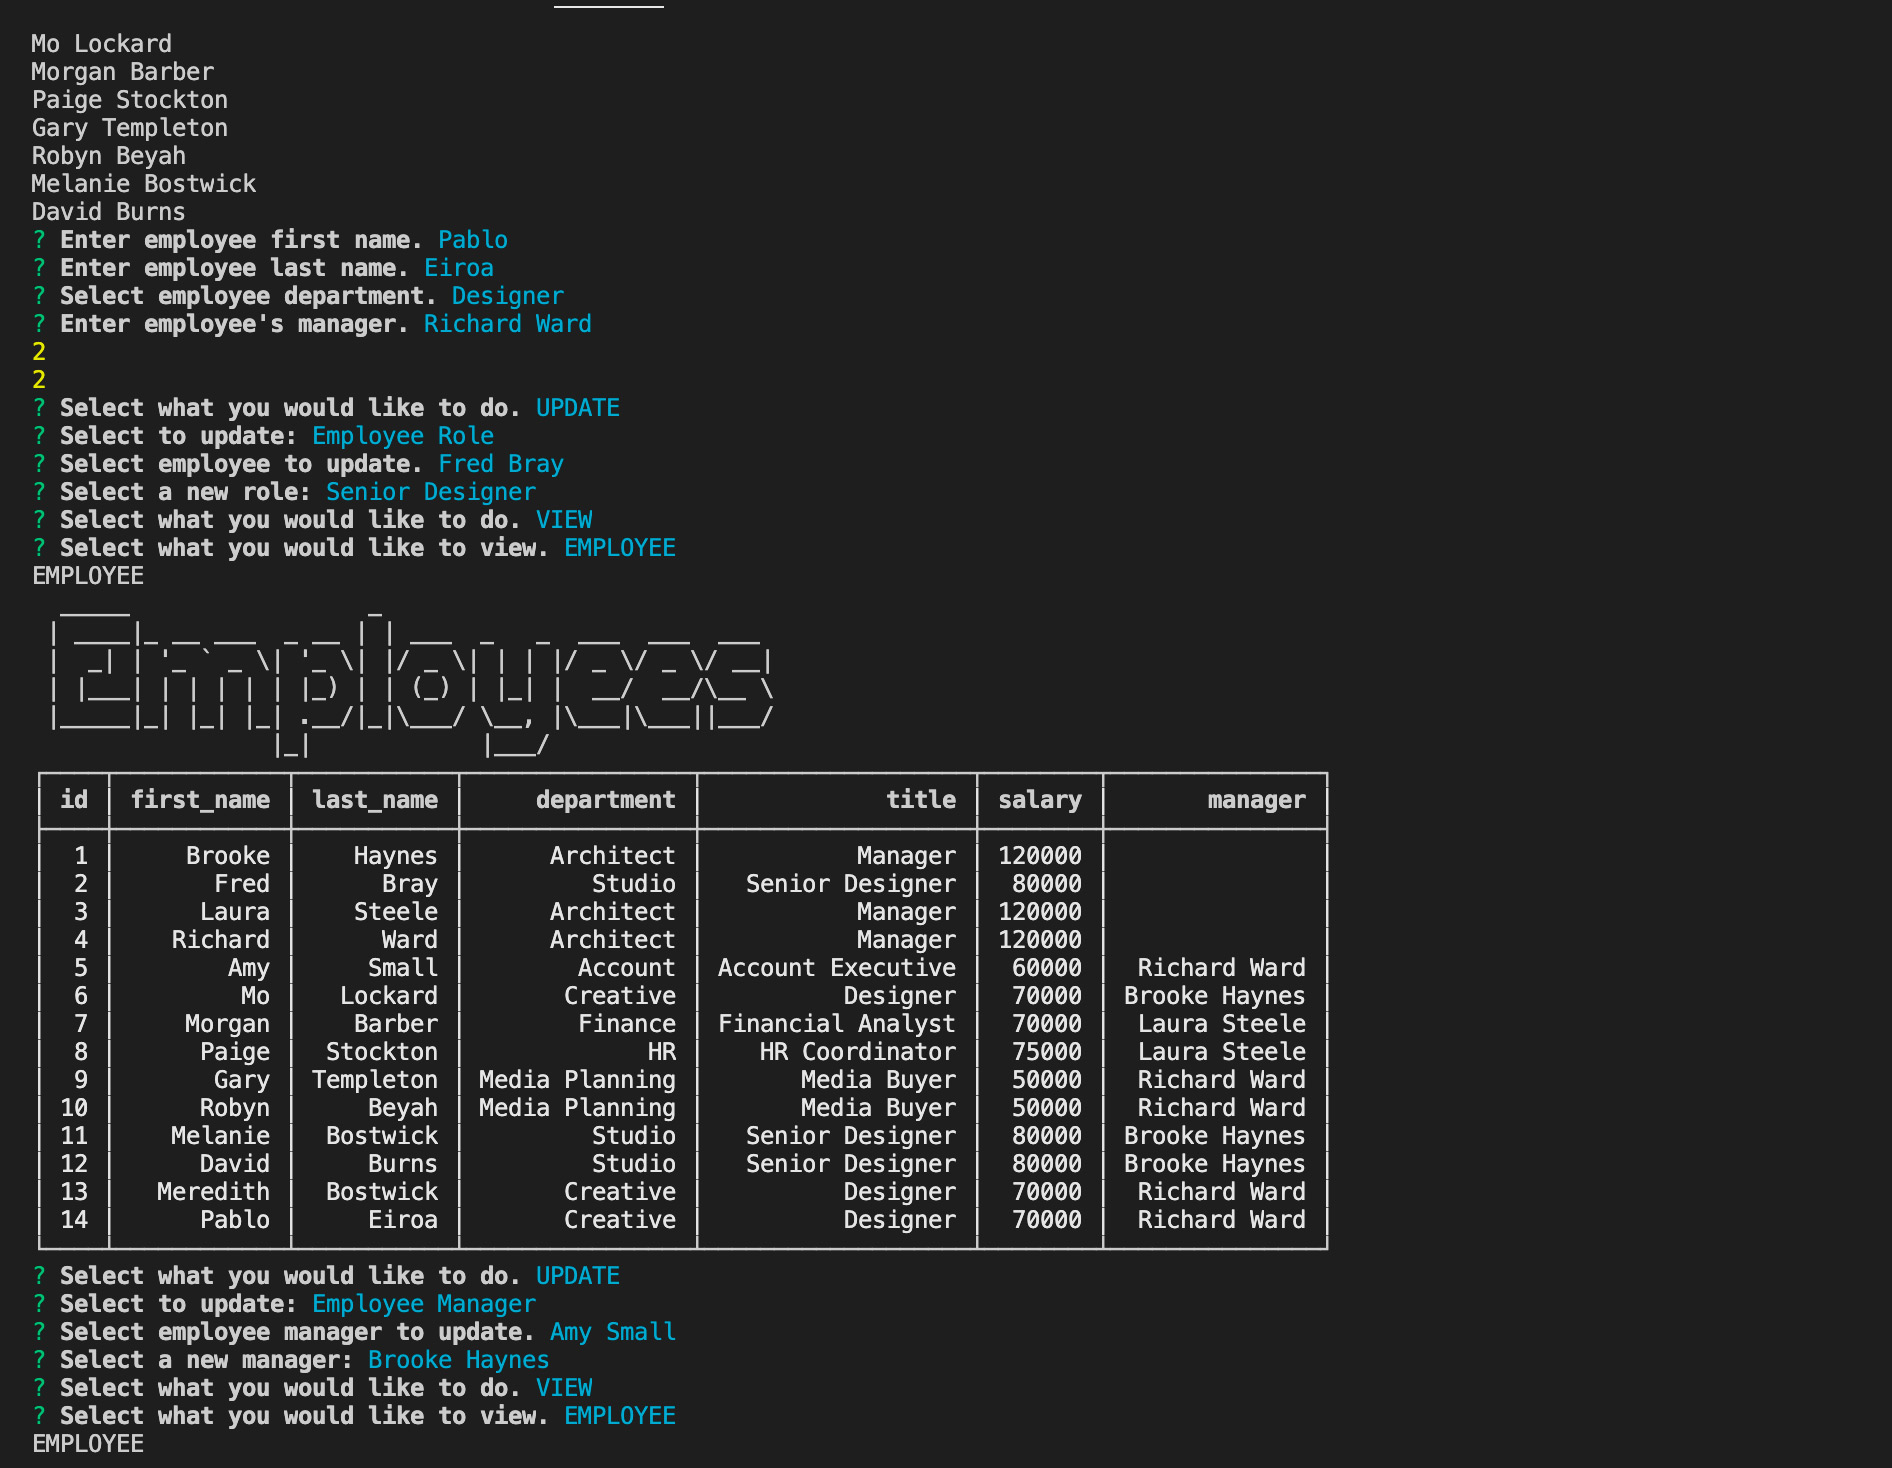 Mo Lockard
Morgan Barber
Paige Stockton
Gary Templeton
Robyn Beyah
Melanie Bostwick
David Burns
? Enter employee first name. Pablo
? Enter employee last name. Eiroa
? Select employee department. Designer
? Enter employee's manager. Richard Ward
2
2
? Select what you would like to do. UPDATE
? Select to update: Employee Role
? Select employee to update. Fred Bray
? Select a new role: Senior Designer
? Select what you would like to do. VIEW
? Select what you would like to view. EMPLOYEE
EMPLOYEE
Employees
id first_name last_name department title salary manager
1 Brooke Haynes Architect Manager 120000
2 Fred Bray Studio Senior Designer 80000
3 Laura Steele Architect Manager 120000
4 Richard Ward Architect Manager 120000
5 Amy Small Account Account Executive 60000 Richard Ward
6 Mo Lockard Creative Designer 70000 Brooke Haynes
7 Morgan Barber Finance Financial Analyst 70000 Laura Steele
8 Paige Stockton HR HR Coordinator 75000 Laura Steele
9 Gary Templeton Media Planning Media Buyer 50000 Richard Ward
10 Robyn Beyah Media Planning Media Buyer 50000 Richard Ward
11 Melanie Bostwick Studio Senior Designer 80000 Brooke Haynes
12 David Burns Studio Senior Designer 80000 Brooke Haynes
13 Meredith Bostwick Creative Designer 70000 Richard Ward
14 Pablo Eiroa Creative Designer 70000 Richard Ward
? Select what you would like to do. UPDATE
? Select to update: Employee Manager
? Select employee manager to update. Amy Small
? Select a new manager: Brooke Haynes
? Select what you would like to do. VIEW
? Select what you would like to view. EMPLOYEE
EMPLOYEE